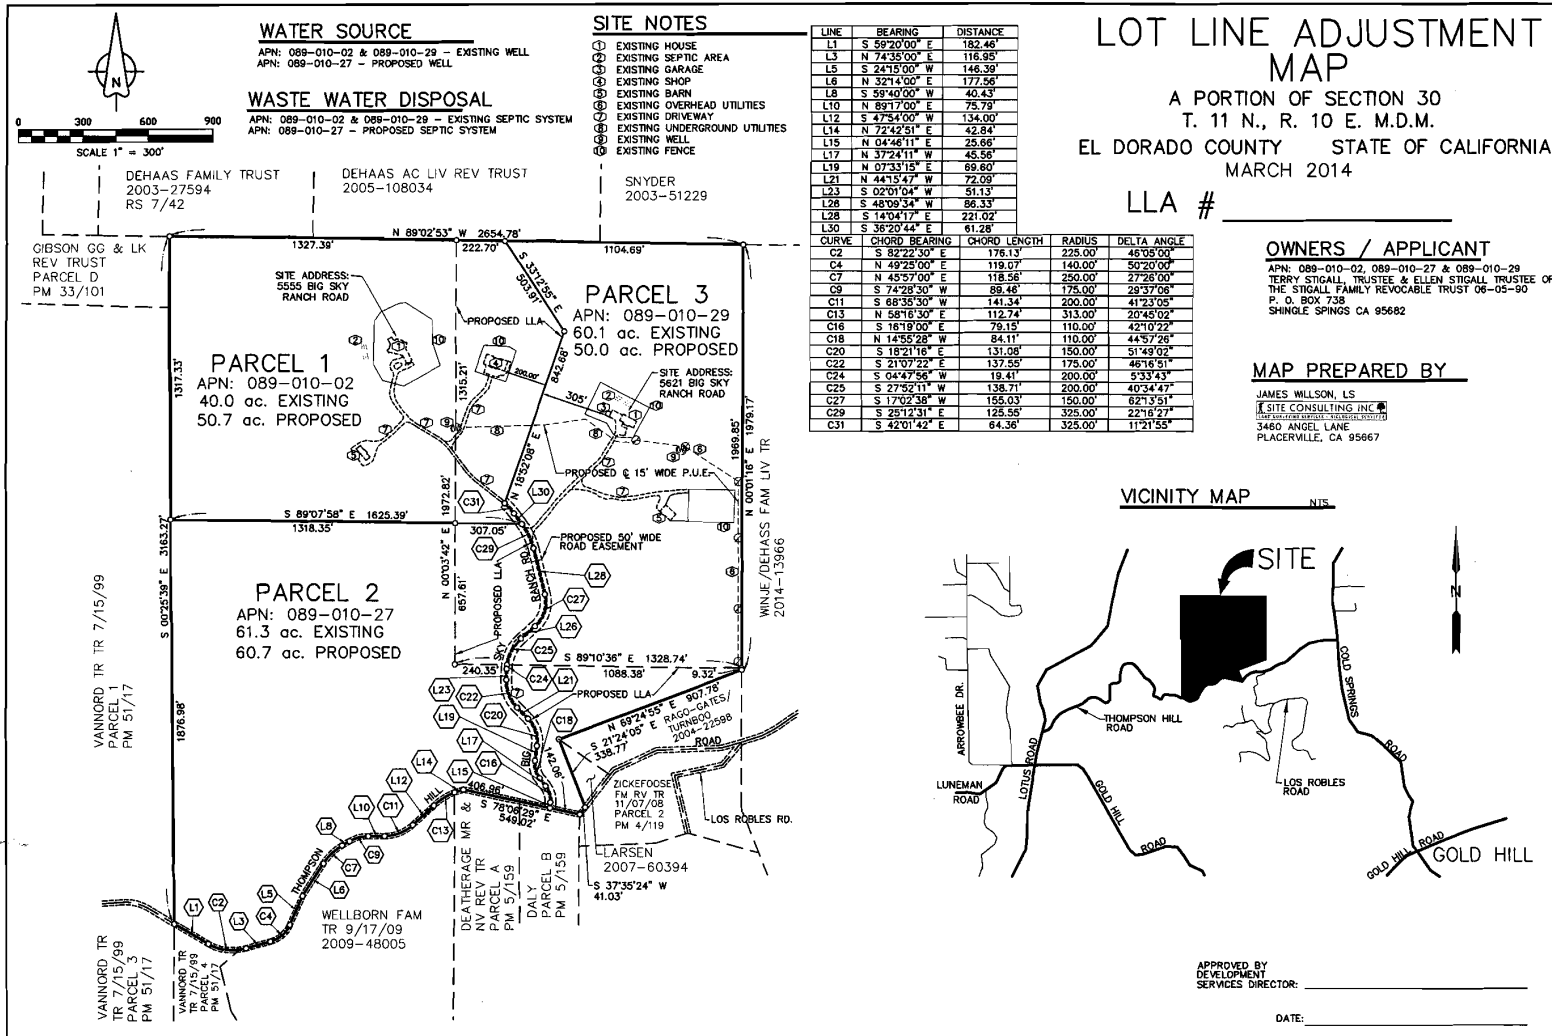 LOT LINE ADJUSTMENT
MAP
A PORTION OF SECTION 30
T. 11 N., R. 10 E. M.D.M.
EL DORADO COUNTY STATE OF CALIFORNIA
MARCH 2014
LLA #
WATER SOURCE
APN: 089-010-02 & 089-010-29 - EXISTING WELL
APN: 089-010-27 - PROPOSED WELL
WASTE WATER DISPOSAL
APN: 089-010-02 & 089-010-29 - EXISTING SEPTIC SYSTEM
APN: 089-010-27 - PROPOSED SEPTIC SYSTEM
N
0 300 600 900
SCALE 1" = 300'
SITE NOTES
1 EXISTING HOUSE
2 EXISTING SEPTIC AREA
3 EXISTING GARAGE
4 EXISTING SHOP
5 EXISTING BARN
6 EXISTING OVERHEAD UTILITIES
7 EXISTING DRIVEWAY
8 EXISTING UNDERGROUND UTILITIES
9 EXISTING WELL
10 EXISTING FENCE
LINE BEARING DISTANCE
L1 S 59°20'00" E 182.46'
L3 N 74°35'00" E 116.95'
L5 S 24°15'00" W 146.39'
L6 N 32°14'00" E 177.56'
L8 S 59°40'00" W 40.43'
L10 N 89°17'00" E 75.79'
L12 S 47°54'00" W 134.00'
L14 N 72°42'51" E 42.84'
L15 N 04°46'11" E 25.66'
L17 N 37°24'11" W 45.56'
L19 N 07°33'15" E 69.60'
L21 N 44°15'47" W 72.09'
L23 S 02°01'04" W 51.13'
L26 S 48°09'34" W 86.33'
L28 S 14°04'17" E 221.02'
L30 S 36°20'44" E 61.28'
CURVE CHORD BEARING CHORD LENGTH RADIUS DELTA ANGLE
C2 S 82°22'30" E 176.13' 225.00' 46°05'00"
C4 N 49°25'00" E 119.07' 140.00' 50°20'00"
C7 N 45°57'00" E 118.56' 250.00' 27°26'00"
C9 S 74°28'30" W 89.46' 175.00' 29°37'06"
C11 S 68°35'30" W 141.34' 200.00' 41°23'05"
C13 N 58°16'30" E 112.74' 313.00' 20°45'02"
C16 S 16°19'00" E 79.15' 110.00' 42°10'22"
C18 N 14°55'28" W 84.11' 110.00' 44°57'26"
C20 S 18°21'16" E 131.08' 150.00' 51°49'02"
C22 S 21°07'22" E 137.55' 175.00' 46°16'51"
C24 S 04°47'56" W 19.41' 200.00' 5°33'43"
C25 S 27°52'11" W 138.71' 200.00' 40°34'47"
C27 S 17°02'38" W 155.03' 150.00' 62°13'51"
C29 S 25°12'31" E 125.55' 325.00' 22°16'27"
C31 S 42°01'42" E 64.36' 325.00' 11°21'55"
OWNERS / APPLICANT
APN: 089-010-02, 089-010-27 & 089-010-29
TERRY STIGALL, TRUSTEE & ELLEN STIGALL TRUSTEE OF
THE STIGALL FAMILY REVOCABLE TRUST 06-05-90
P. O. BOX 738
SHINGLE SPINGS CA 95682
MAP PREPARED BY
JAMES WILLSON, LS
SITE CONSULTING INC
3460 ANGEL LANE
PLACERVILLE, CA 95667
DEHAAS FAMILY TRUST
2003-27594
RS 7/42
DEHAAS AC LIV REV TRUST
2005-108034
SNYDER
2003-51229
GIBSON GG & LK
REV TRUST
PARCEL D
PM 33/101
N 89°02'53" W 2654.78'
1327.39'
222.70'
1104.69'
SITE ADDRESS:
5555 BIG SKY
RANCH ROAD
PROPOSED LLA
S 33°12'55" E
503.91'
PARCEL 3
APN: 089-010-29
60.1 ac. EXISTING
50.0 ac. PROPOSED
PARCEL 1
APN: 089-010-02
40.0 ac. EXISTING
50.7 ac. PROPOSED
SITE ADDRESS:
5621 BIG SKY
RANCH ROAD
1317.33'
1315.21'
842.68'
200.00'
305'
N 18°52'08" E
PROPOSED ℄ 15' WIDE P.U.E.
1969.85'
N 00°01'16" E 1979.17'
WINJE/DEHASS FAM LIV TR
2014-13966
S 89°07'58" E 1625.39'
1318.35'
307.05'
N 00°03'42" E 1972.82'
657.61'
S 00°25'39" E 3163.27'
1876.98'
PROPOSED 50' WIDE
ROAD EASEMENT
PROPOSED LLA
BIG SKY RANCH RD
PARCEL 2
APN: 089-010-27
61.3 ac. EXISTING
60.7 ac. PROPOSED
S 89°10'36" E 1328.74'
240.35'
1088.38'
9.32'
PROPOSED LLA
N 69°24'55" E 907.78'
S 21°24'05" E
338.77'
RAGO-GATES/
TURNBOO
2004-22598
ROAD
C31
L30
C29
L28
C27
L26
C25
C24
L21
L23
C22
C20
L19
C18
L17
C16
L15
L14
L12
C11
L10
C13
L8
C9
C7
L6
L5
C4
L3
C2
L1
142.06'
406.96'
S 78°06'29" E
549.02'
THOMPSON HILL
ZICKEFOOSE
FM RV TR
11/07/08
PARCEL 2
PM 4/119
LOS ROBLES RD.
LARSEN
2007-60394
S 37°35'24" W
41.03'
VANNORD TR TR 7/15/99
PARCEL 1
PM 51/17
VANNORD TR
TR 7/15/99
PARCEL 3
PM 51/17
VANNORD TR
TR 7/15/99
PARCEL 4
PM 51/17
WELLBORN FAM
TR 9/17/09
2009-48005
DEATHERAGE MR &
NV REV TR
PARCEL A
PM 5/159
DALY
PARCEL B
PM 5/159
VICINITY MAP
NTS
SITE
N
ARROWBEE DR.
THOMPSON HILL
ROAD
COLD SPRINGS
ROAD
LUNEMAN
ROAD
LOTUS ROAD
GOLD HILL
ROAD
LOS ROBLES
ROAD
GOLD HILL ROAD
GOLD HILL
APPROVED BY
DEVELOPMENT
SERVICES DIRECTOR:
DATE: